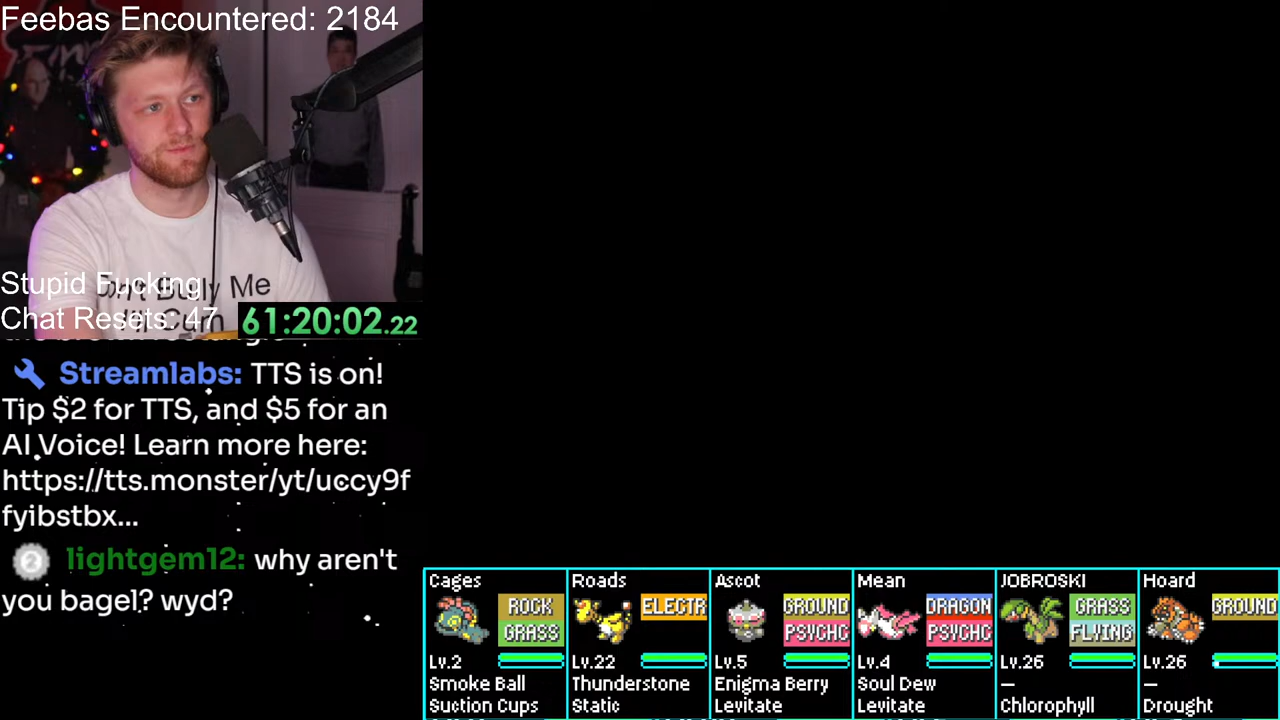 Feebas Encountered: 2184
Stupid Fucking
Chat Resets: 47
Bully Me
Cum
61:20:02.22
Streamlabs: TTS is on!
Tip $2 for TTS, and $5 for an
AI Voice! Learn more here:
https://tts.monster/yt/uccy9f
fyibstbx...
lightgem12: why aren't
you bagel? wyd?
Cages
ROCK
GRASS
Lv.2
Smoke Ball
Suction Cups
Roads
ELECTR
Lv.22
Thunderstone
Static
Ascot
GROUND
PSYCHC
Lv.5
Enigma Berry
Levitate
Mean
DRAGON
PSYCHC
Lv.4
Soul Dew
Levitate
JOBROSKI
GRASS
FLYING
Lv.26
—
Chlorophyll
Hoard
GROUND
Lv.26
—
Drought